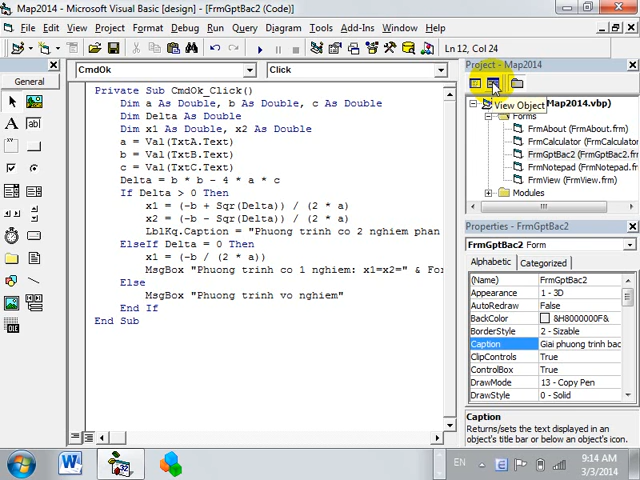 Map2014 - Microsoft Visual Basic [design] - [FrmGptBac2 (Code)]
File Edit View Project Format Debug Run Query Diagram Tools Add-Ins Window Help
Ln 12, Col 24
General
CmdOk
Click
Private Sub CmdOk_Click()
Dim a As Double, b As Double, c As Double
Dim Delta As Double
Dim x1 As Double, x2 As Double
a = Val(TxtA.Text)
b = Val(TxtB.Text)
c = Val(TxtC.Text)
Delta = b * b - 4 * a * c
If Delta > 0 Then
x1 = (-b + Sqr(Delta)) / (2 * a)
x2 = (-b - Sqr(Delta)) / (2 * a)
LblKq.Caption = "Phuong trinh co 2 nghiem phan
ElseIf Delta = 0 Then
x1 = (-b / (2 * a))
MsgBox "Phuong trinh co 1 nghiem: x1=x2=" & For
Else
MsgBox "Phuong trinh vo nghiem"
End If
End Sub
Project - Map2014
View Object
Map2014.vbp)
Forms
FrmAbout (FrmAbout.frm)
FrmCalculator (FrmCalculator
FrmGptBac2 (FrmGptBac2.frm
FrmNotepad (FrmNotepad.frm
FrmView (FrmView.frm)
Modules
Properties - FrmGptBac2
FrmGptBac2 Form
Alphabetic Categorized
(Name) FrmGptBac2
Appearance 1 - 3D
AutoRedraw False
BackColor &H8000000F&
BorderStyle 2 - Sizable
Caption Giai phuong trinh bac
ClipControls True
ControlBox True
DrawMode 13 - Copy Pen
DrawStyle 0 - Solid
Caption
Returns/sets the text displayed in an
object's title bar or below an object's icon.
EN
9:14 AM
3/3/2014